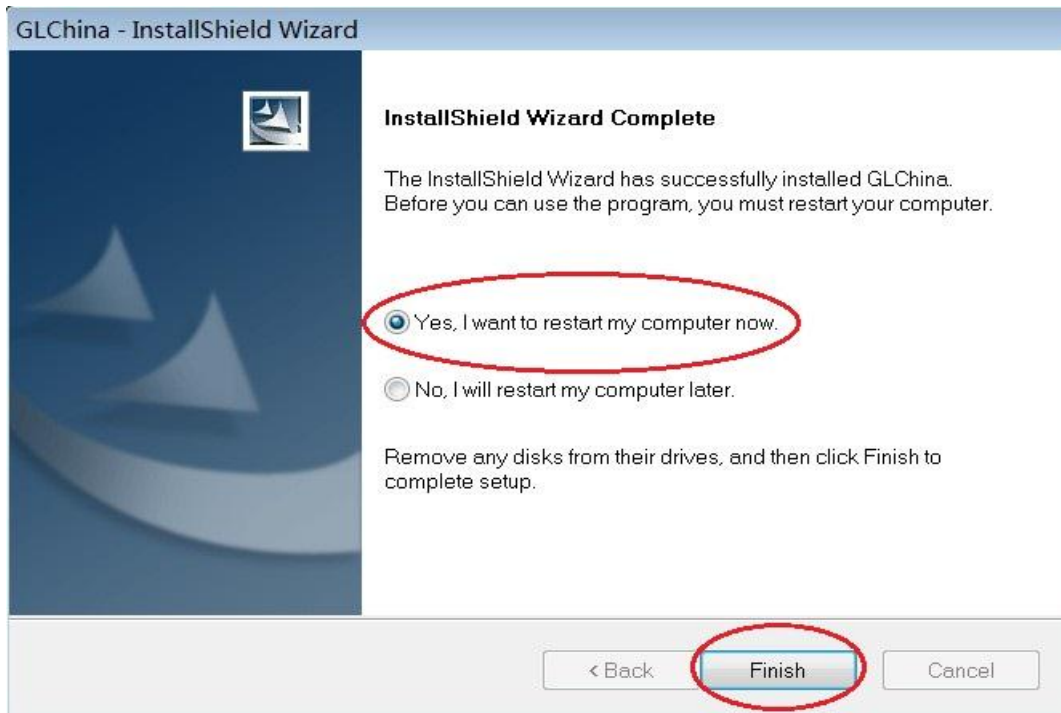 GLChina - InstallShield Wizard
InstallShield Wizard Complete
The InstallShield Wizard has successfully installed GLChina.
Before you can use the program, you must restart your computer.
Yes, I want to restart my computer now.
No, I will restart my computer later.
Remove any disks from their drives, and then click Finish to
complete setup.
< Back Finish Cancel